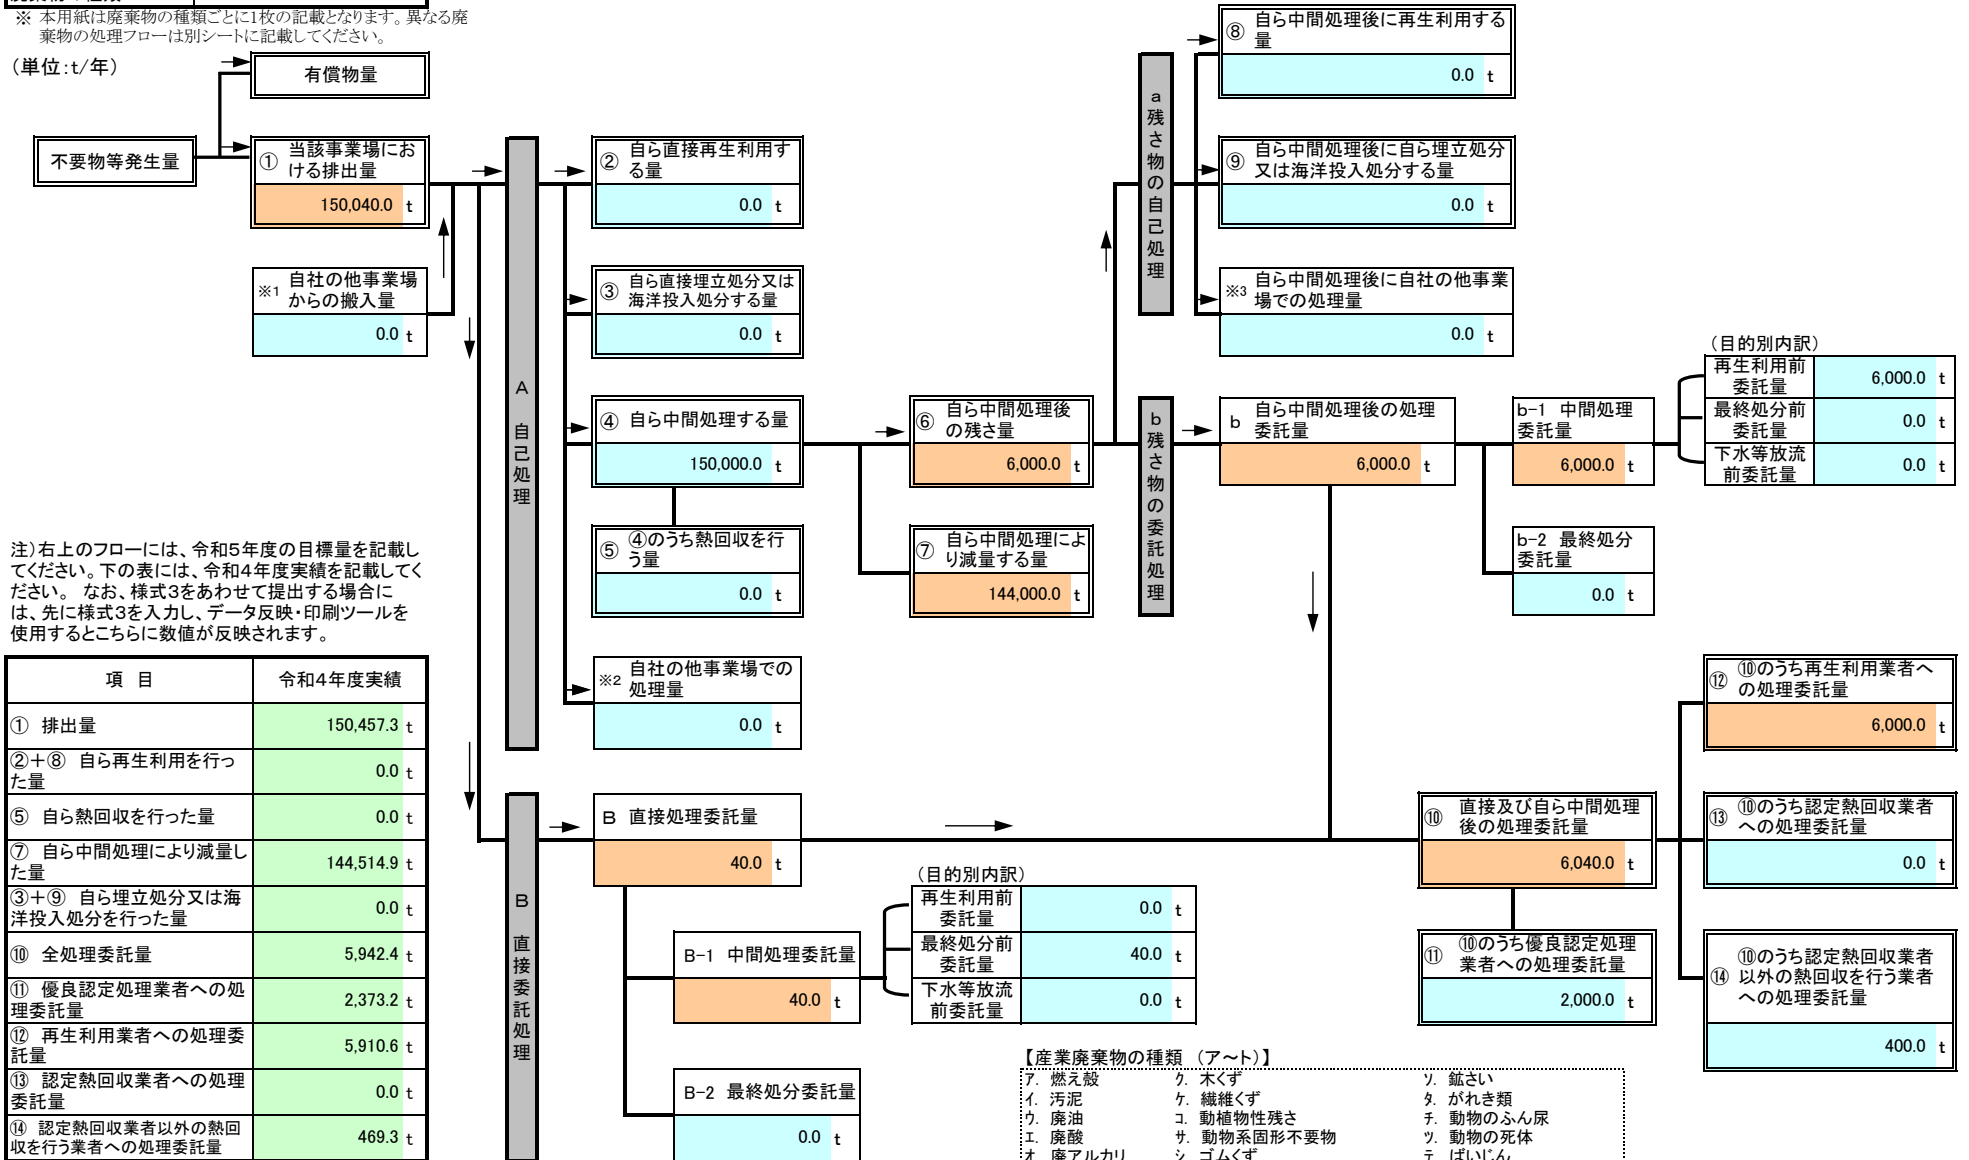 ※ 本用紙は廃棄物の種類ごとに1枚の記載となります。異なる廃
棄物の処理フローは別シートに記載してください。
(単位:t/年)
有償物量
不要物等発生量
① 当該事業場にお
ける排出量
150,040.0 t
※1 自社の他事業場
からの搬入量
0.0 t
A 自己処理
② 自ら直接再生利用す
る量
0.0 t
③ 自ら直接埋立処分又は
海洋投入処分する量
0.0 t
④ 自ら中間処理する量
150,000.0 t
⑤ ④のうち熱回収を行
う量
0.0 t
※2 自社の他事業場での
処理量
0.0 t
⑥ 自ら中間処理後
の残さ量
6,000.0 t
⑦ 自ら中間処理によ
り減量する量
144,000.0 t
a 残さ物の自己処理
⑧ 自ら中間処理後に再生利用する
量
0.0 t
⑨ 自ら中間処理後に自ら埋立処分
又は海洋投入処分する量
0.0 t
※3 自ら中間処理後に自社の他事業
場での処理量
0.0 t
b 残さ物の委託処理
b 自ら中間処理後の処理
委託量
6,000.0 t
b-1 中間処理
委託量
6,000.0 t
b-2 最終処分
委託量
0.0 t
(目的別内訳)
再生利用前
委託量
6,000.0 t
最終処分前
委託量
0.0 t
下水等放流
前委託量
0.0 t
注)右上のフローには、令和5年度の目標量を記載し
てください。下の表には、令和4年度実績を記載してく
ださい。 なお、様式3をあわせて提出する場合に
は、先に様式3を入力し、データ反映・印刷ツールを
使用するとこちらに数値が反映されます。
項 目 令和4年度実績
① 排出量 150,457.3 t
②+⑧ 自ら再生利用を行っ
た量
0.0 t
⑤ 自ら熱回収を行った量 0.0 t
⑦ 自ら中間処理により減量し
た量
144,514.9 t
③+⑨ 自ら埋立処分又は海
洋投入処分を行った量
0.0 t
⑩ 全処理委託量 5,942.4 t
⑪ 優良認定処理業者への処
理委託量
2,373.2 t
⑫ 再生利用業者への処理委
託量
5,910.6 t
⑬ 認定熱回収業者への処理
委託量
0.0 t
⑭ 認定熱回収業者以外の熱回
収を行う業者への処理委託量
469.3 t
B 直接委託処理
B 直接処理委託量
40.0 t
B-1 中間処理委託量
40.0 t
B-2 最終処分委託量
0.0 t
(目的別内訳)
再生利用前
委託量
0.0 t
最終処分前
委託量
40.0 t
下水等放流
前委託量
0.0 t
⑩ 直接及び自ら中間処理
後の処理委託量
6,040.0 t
⑪ ⑩のうち優良認定処理
業者への処理委託量
2,000.0 t
⑫ ⑩のうち再生利用業者へ
の処理委託量
6,000.0 t
⑬ ⑩のうち認定熱回収業者
への処理委託量
0.0 t
⑭ ⑩のうち認定熱回収業者
以外の熱回収を行う業者
への処理委託量
400.0 t
【産業廃棄物の種類 (ア~ト)】
ア. 燃え殻 ク. 木くず ソ. 鉱さい
イ. 汚泥 ケ. 繊維くず タ. がれき類
ウ. 廃油 コ. 動植物性残さ チ. 動物のふん尿
エ. 廃酸 サ. 動物系固形不要物 ツ. 動物の死体
オ. 廃アルカリ シ. ゴムくず テ. ばいじん